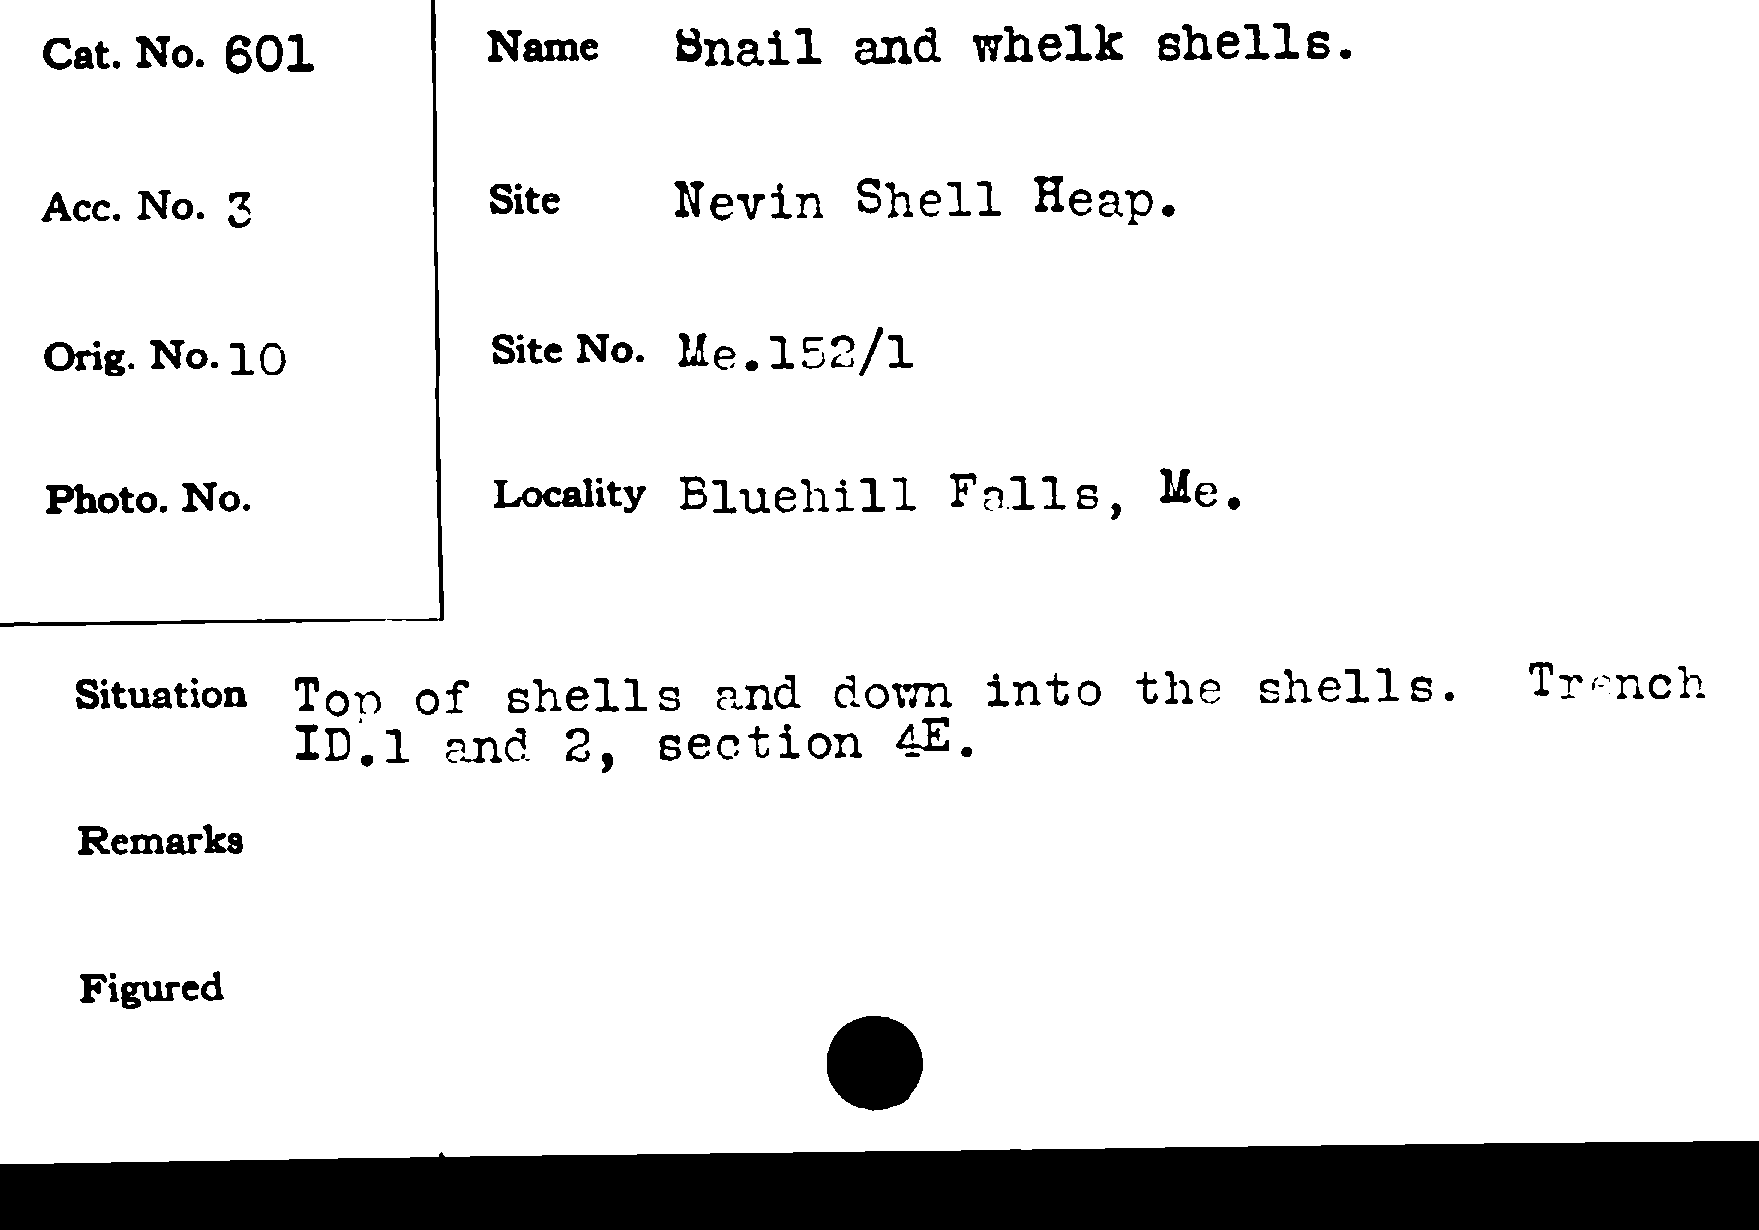 Cat. No. 601
Name Snail and whelk shells.
Acc. No. 3
Site Nevin Shell Heap.
Orig. No. 10
Site No. Me.152/1
Photo. No.
Locality Bluehill Falls, Me.
Situation Top of shells and down into the shells. Trench
ID.1 and 2, section 4E.
Remarks
Figured